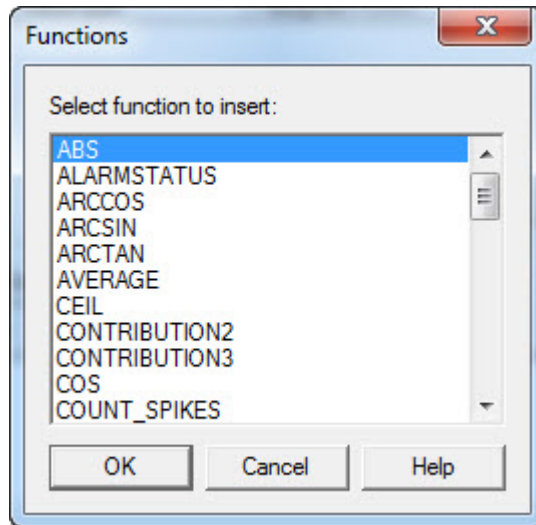 Functions
Select function to insert:
ABS
ALARMSTATUS
ARCCOS
ARCSIN
ARCTAN
AVERAGE
CEIL
CONTRIBUTION2
CONTRIBUTION3
COS
COUNT_SPIKES
OK Cancel Help